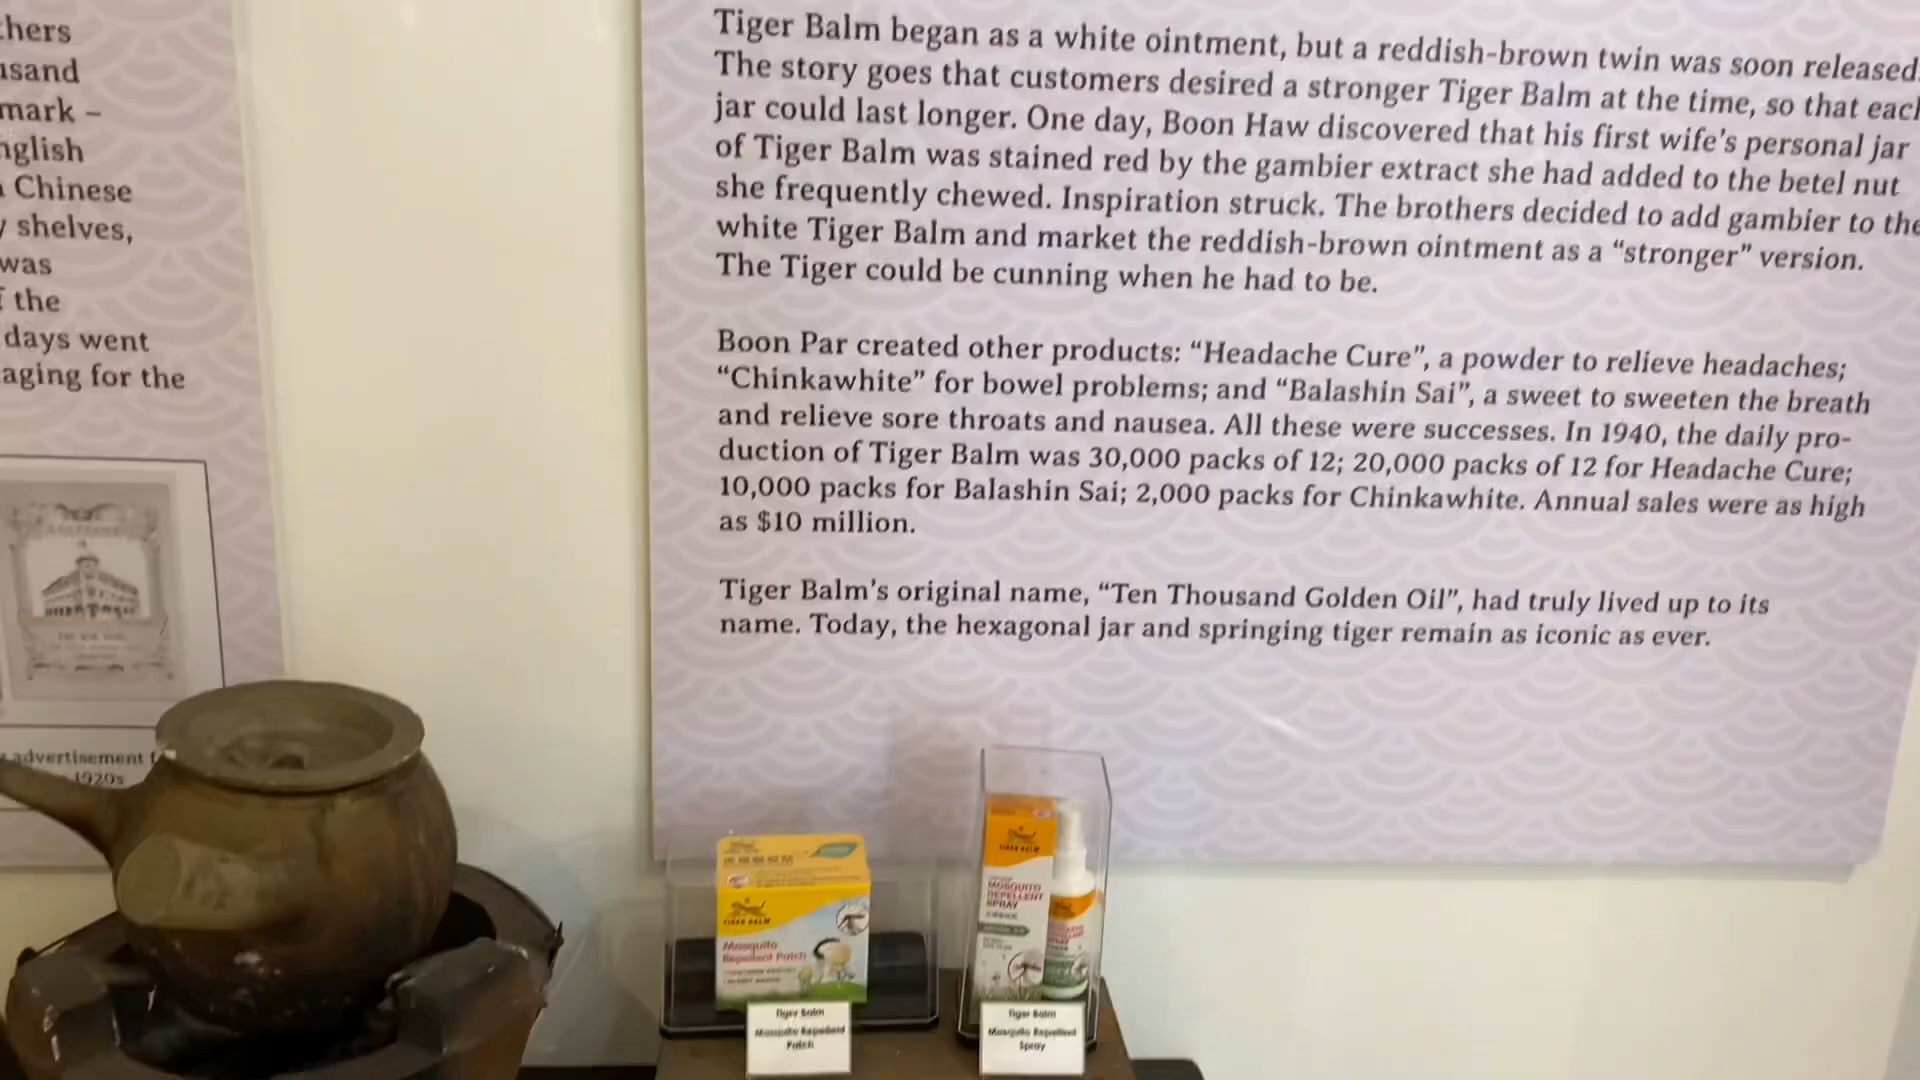 hers
usand
mark –
nglish
Chinese
shelves,
was
the
days went
aging for the
advertisement
1920s
Tiger Balm began as a white ointment, but a reddish-brown twin was soon released.
The story goes that customers desired a stronger Tiger Balm at the time, so that each
jar could last longer. One day, Boon Haw discovered that his first wife's personal jar
of Tiger Balm was stained red by the gambier extract she had added to the betel nut
she frequently chewed. Inspiration struck. The brothers decided to add gambier to the
white Tiger Balm and market the reddish-brown ointment as a “stronger” version.
The Tiger could be cunning when he had to be.
Boon Par created other products: “Headache Cure”, a powder to relieve headaches;
“Chinkawhite” for bowel problems; and “Balashin Sai”, a sweet to sweeten the breath
and relieve sore throats and nausea. All these were successes. In 1940, the daily pro-
duction of Tiger Balm was 30,000 packs of 12; 20,000 packs of 12 for Headache Cure;
10,000 packs for Balashin Sai; 2,000 packs for Chinkawhite. Annual sales were as high
as $10 million.
Tiger Balm's original name, “Ten Thousand Golden Oil”, had truly lived up to its
name. Today, the hexagonal jar and springing tiger remain as iconic as ever.
TIGER BALM
Mosquito
Repellent Patch
TIGER BALM
MOSQUITO
REPELLENT
SPRAY
Tiger Balm
Mosquito Repellent
Patch
Tiger Balm
Mosquito Repellent
Spray